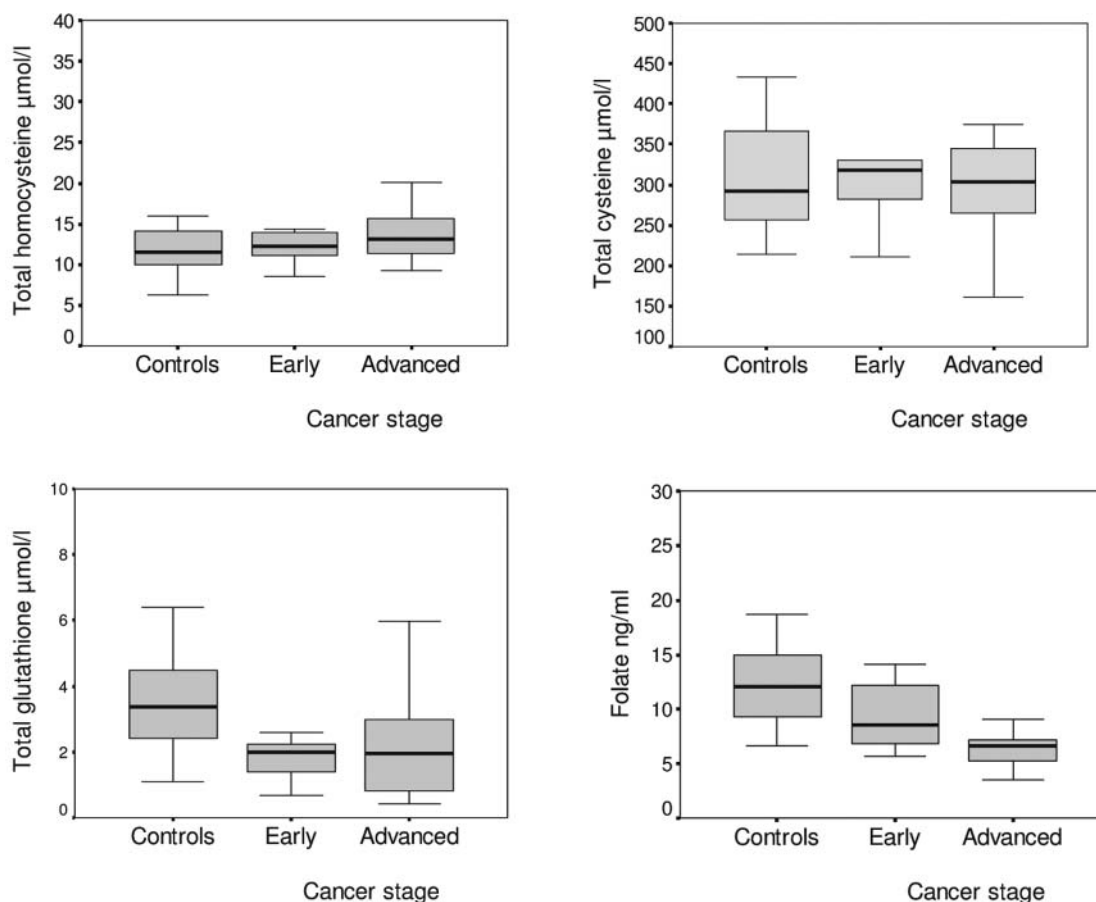 Total homocysteine µmol/l
40
35
30
25
20
15
10
5
0
Controls Early Advanced
Cancer stage
Total cysteine µmol/l
500
450
400
350
300
250
200
150
100
Controls Early Advanced
Cancer stage
Total glutathione µmol/l
10
8
6
4
2
0
Controls Early Advanced
Cancer stage
Folate ng/ml
30
25
20
15
10
5
0
Controls Early Advanced
Cancer stage